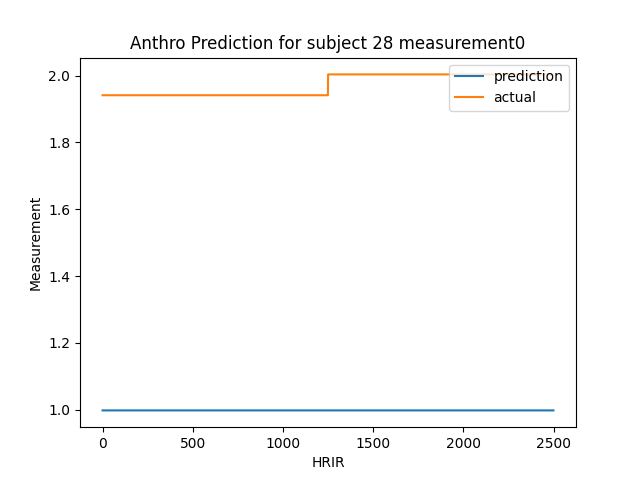 Anthro Prediction for subject 28 measurement0
prediction
actual
2.0
1.8
1.6
1.4
1.2
1.0
Measurement
0 500 1000 1500 2000 2500
HRIR